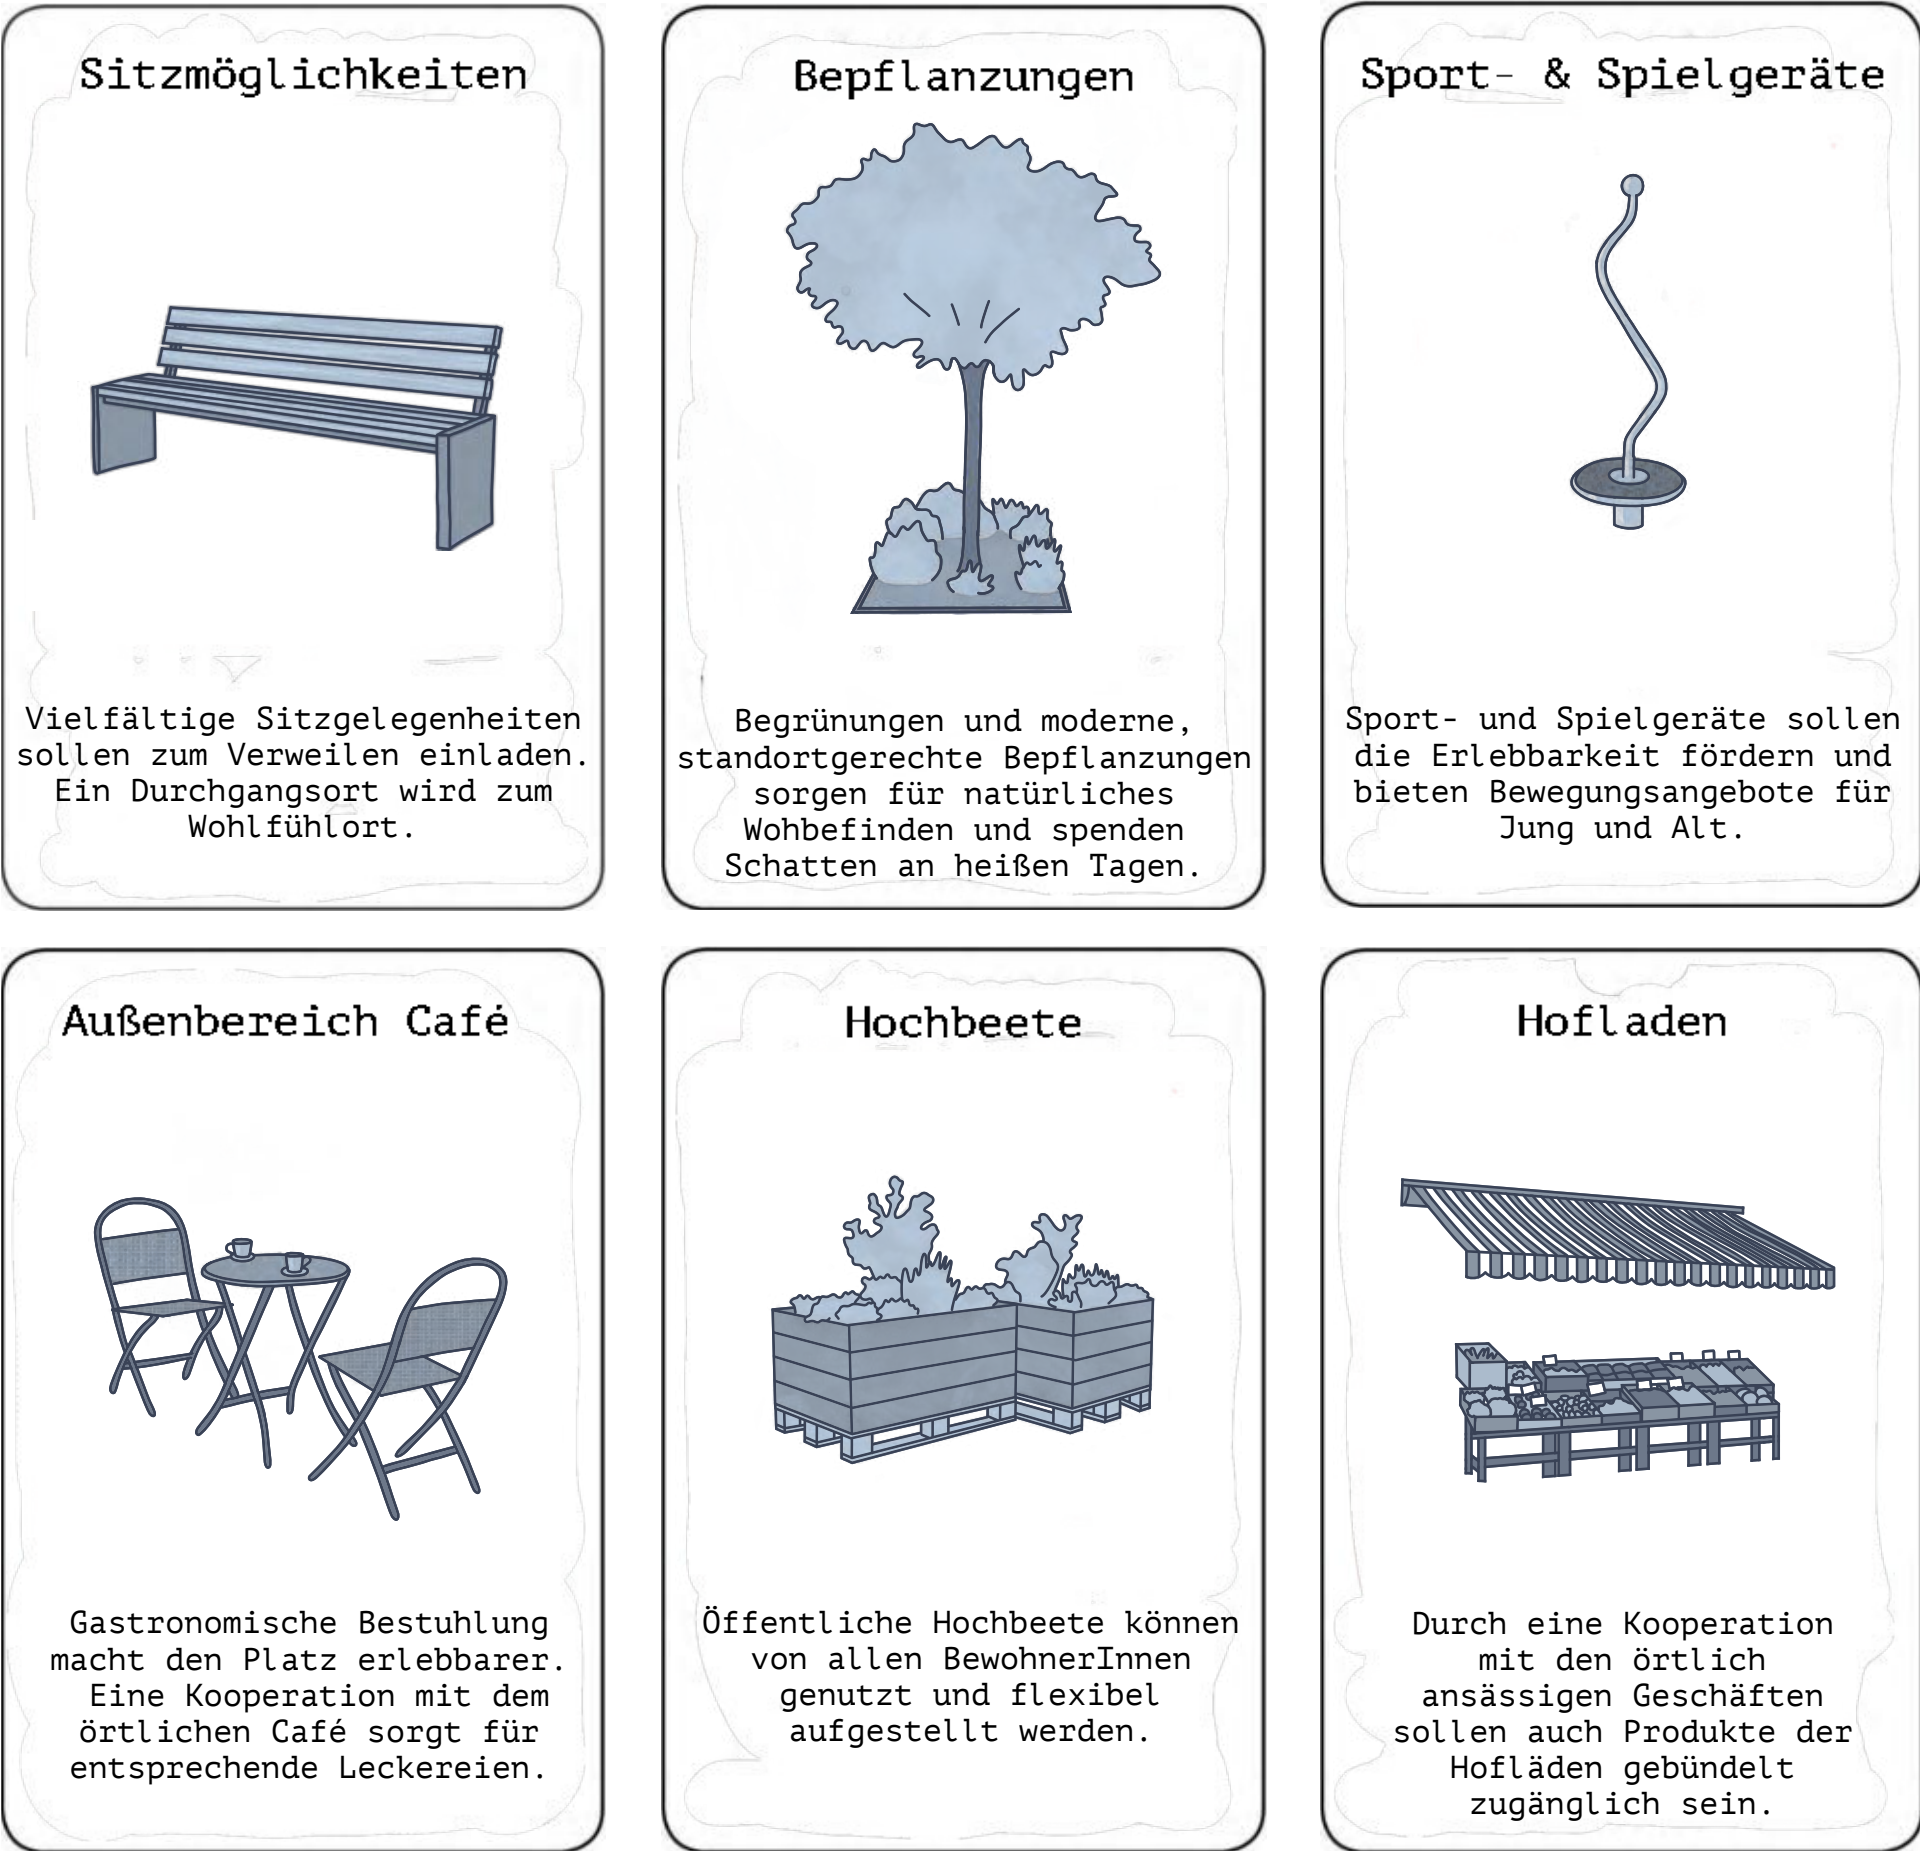 Sitzmöglichkeiten
Vielfältige Sitzgelegenheiten
sollen zum Verweilen einladen.
Ein Durchgangsort wird zum
Wohlfühlort.
Bepflanzungen
Begrünungen und moderne,
standortgerechte Bepflanzungen
sorgen für natürliches
Wohbefinden und spenden
Schatten an heißen Tagen.
Sport- & Spielgeräte
Sport- und Spielgeräte sollen
die Erlebbarkeit fördern und
bieten Bewegungsangebote für
Jung und Alt.
Außenbereich Café
Gastronomische Bestuhlung
macht den Platz erlebbarer.
Eine Kooperation mit dem
örtlichen Café sorgt für
entsprechende Leckereien.
Hochbeete
Öffentliche Hochbeete können
von allen BewohnerInnen
genutzt und flexibel
aufgestellt werden.
Hofladen
Durch eine Kooperation
mit den örtlich
ansässigen Geschäften
sollen auch Produkte der
Hofläden gebündelt
zugänglich sein.